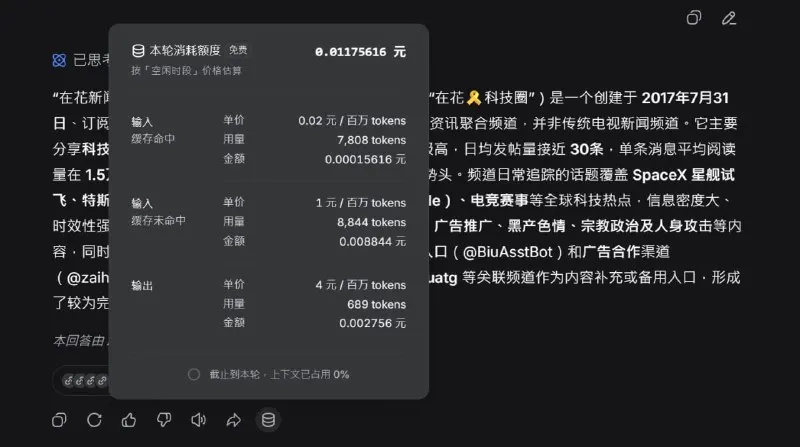 已思考
本轮消耗额度 免费 0.01175616 元
按「空闲时段」价格估算
输入 单价 0.02 元 / 百万 tokens
缓存命中 用量 7,808 tokens
金额 0.00015616 元
输入 单价 1 元 / 百万 tokens
缓存未命中 用量 8,844 tokens
金额 0.008844 元
输出 单价 4 元 / 百万 tokens
用量 689 tokens
金额 0.002756 元
截止到本轮，上下文已占用 0%
“在花新闻 “在花🎗️科技圈”）是一个创建于 2017年7月31
日、订阅 资讯聚合频道，并非传统电视新闻频道。它主要
分享科技 高，日均发帖量接近 30条，单条消息平均阅读
量在 1.5万 势头。频道日常追踪的话题覆盖 SpaceX 星舰试
飞、特斯 le）、电竞赛事等全球科技热点，信息密度大、
时效性强 广告推广、黑产色情、宗教政治及人身攻击等内
容，同时 入口（@BiuAsstBot）和广告合作渠道
（@zaih uatg 等关联频道作为内容补充或备用入口，形成
了较为完
本回答由